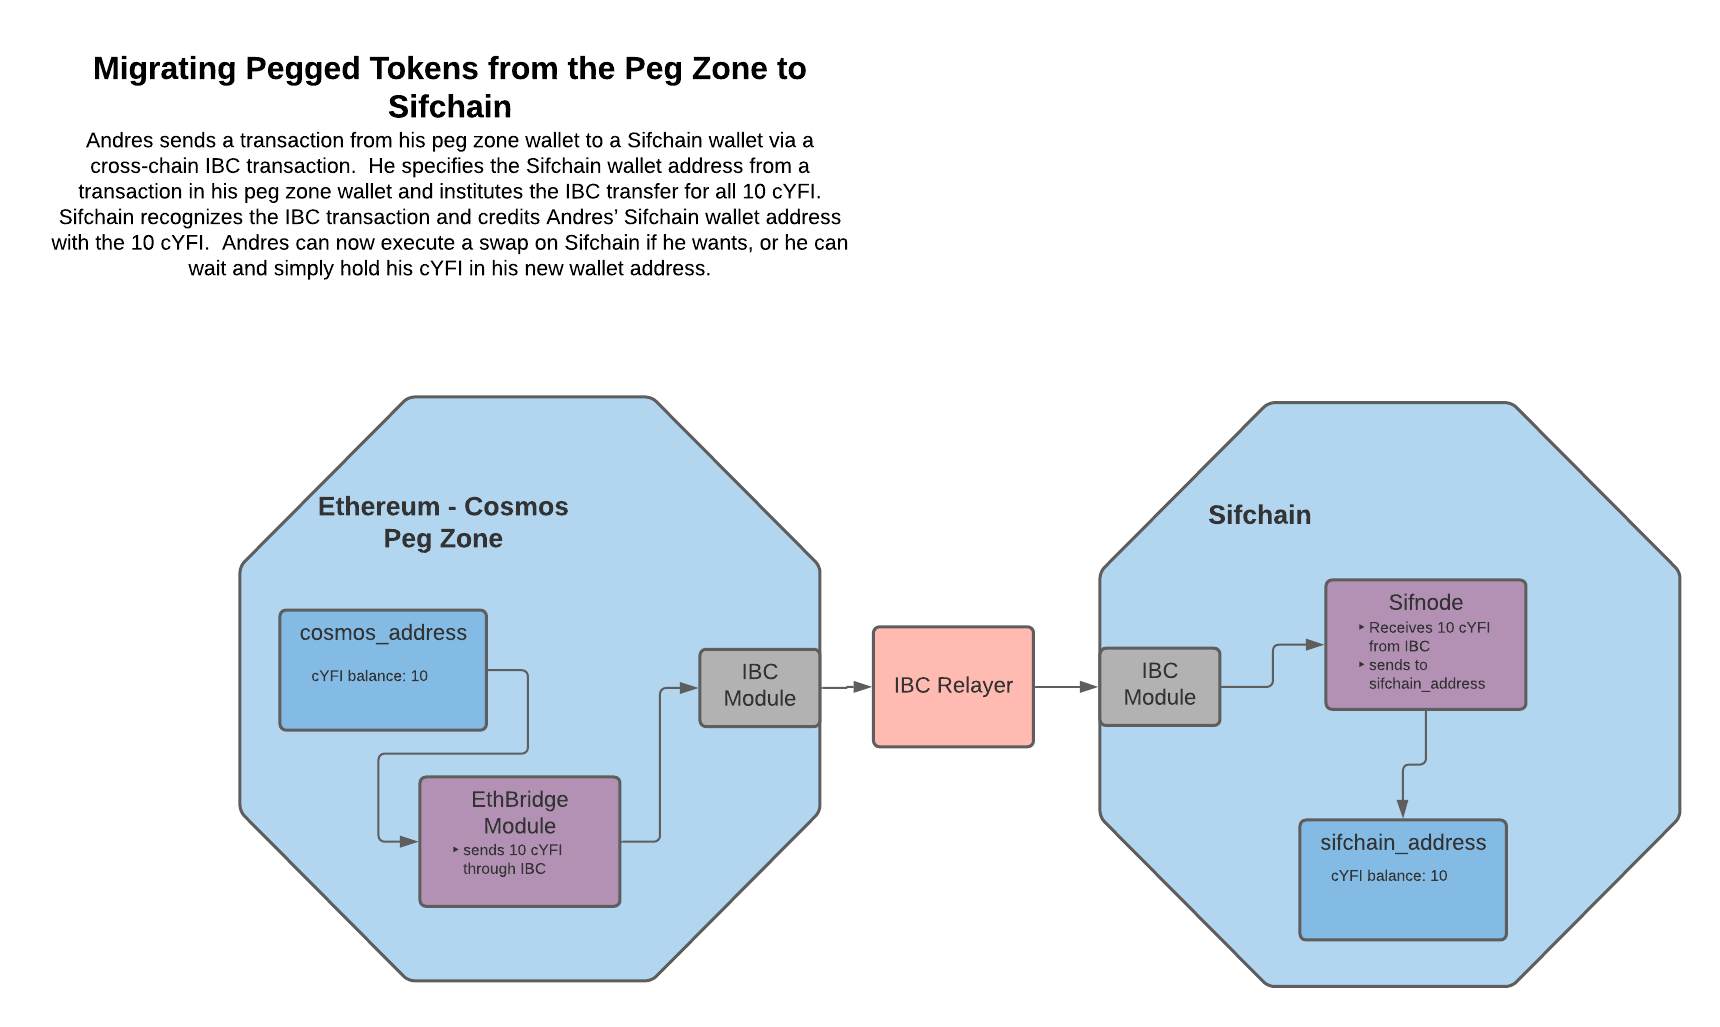 Migrating Pegged Tokens from the Peg Zone to
Sifchain
Andres sends a transaction from his peg zone wallet to a Sifchain wallet via a
cross-chain IBC transaction.  He specifies the Sifchain wallet address from a
transaction in his peg zone wallet and institutes the IBC transfer for all 10 cYFI.
Sifchain recognizes the IBC transaction and credits Andres’ Sifchain wallet address
with the 10 cYFI.  Andres can now execute a swap on Sifchain if he wants, or he can
wait and simply hold his cYFI in his new wallet address.
Ethereum - Cosmos
Peg Zone
cosmos_address
cYFI balance: 10
EthBridge
Module
‣ sends 10 cYFI
through IBC
IBC
Module
IBC Relayer
Sifchain
IBC
Module
Sifnode
‣ Receives 10 cYFI
from IBC
‣ sends to
sifchain_address
sifchain_address
cYFI balance: 10